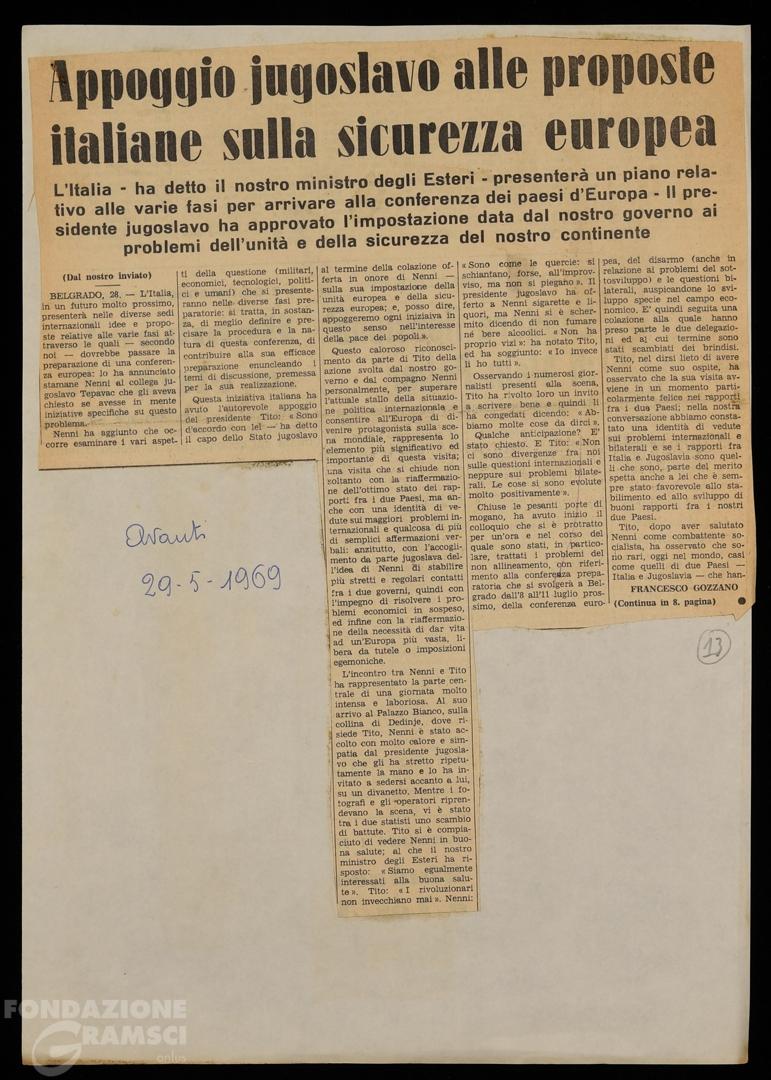 Appoggio jugoslavo alle proposte
italiane sulla sicurezza europea
L'Italia - ha detto il nostro ministro degli Esteri - presenterà un piano rela-
tivo alle varie fasi per arrivare alla conferenza dei paesi d'Europa - Il pre-
sidente jugoslavo ha approvato l'impostazione data dal nostro governo ai
problemi dell'unità e della sicurezza del nostro continente
(Dal nostro inviato)
BELGRADO, 28. — L'Italia,
in un futuro molto prossimo,
presenterà nelle diverse sedi
internazionali idee e propo-
ste relative alle varie fasi at-
traverso le quali — secondo
noi — dovrebbe passare la
preparazione di una conferen-
za europea: lo ha annunciato
stamane Nenni al collega ju-
goslavo Tepavac che gli aveva
chiesto se avesse in mente
iniziative specifiche su questo
problema.
Nenni ha aggiunto che oc-
corre esaminare i vari aspet-
ti della questione (militari,
economici, tecnologici, politi-
ci e umani) che si presente-
ranno nelle diverse fasi pre-
paratorie: si tratta, in sostan-
za, di meglio definire e pre-
cisare la procedura e la na-
tura di questa conferenza, di
contribuire alla sua efficace
preparazione enucleando i
temi di discussione, premessa
per la sua realizzazione.
Questa iniziativa italiana ha
avuto l'autorevole appoggio
del presidente Tito: « Sono
d'accordo con lei — ha detto
il capo dello Stato jugoslavo
al termine della colazione of-
ferta in onore di Nenni —
sulla sua impostazione della
unità europea e della sicu-
rezza europea; e, posso dire,
appoggeremo ogni iniziativa in
questo senso nell'interesse
della pace dei popoli ».
Questo caloroso riconosci-
mento da parte di Tito della
azione svolta dal nostro go-
verno e dal compagno Nenni
personalmente, per superare
l'attuale stallo della situazio-
ne politica internazionale e
consentire all'Europa di di-
venire protagonista sulla sce-
na mondiale, rappresenta lo
elemento più significativo ed
importante di questa visita;
una visita che si chiude non
soltanto con la riaffermazio-
ne dell'ottimo stato dei rap-
porti fra i due Paesi, ma an-
che con una identità di ve-
dute sui maggiori problemi in-
ternazionali e qualcosa di più
di semplici affermazioni ver-
bali: anzitutto, con l'accogli-
mento da parte jugoslava del-
l'idea di Nenni di stabilire
più stretti e regolari contatti
fra i due governi, quindi con
l'impegno di risolvere i pro-
blemi economici in sospeso,
ed infine con la riaffermazio-
ne della necessità di dar vita
ad un'Europa più vasta, li-
bera da tutele o imposizioni
egemoniche.
L'incontro tra Nenni e Tito
ha rappresentato la parte cen-
trale di una giornata molto
intensa e laboriosa. Al suo
arrivo al Palazzo Bianco, sulla
collina di Dedinje, dove ri-
siede Tito, Nenni è stato ac-
colto con molto calore e sim-
patia dal presidente jugosla-
vo che gli ha stretto ripetu-
tamente la mano e lo ha in-
vitato a sedersi accanto a lui,
su un divanetto. Mentre i fo-
tografi e gli operatori ripren-
devano la scena, vi è stato
tra i due statisti uno scambio
di battute. Tito si è compia-
ciuto di vedere Nenni in buo-
na salute; al che il nostro
ministro degli Esteri ha ri-
sposto: « Siamo egualmente
interessati alla buona salu-
te ». Tito: « I rivoluzionari
non invecchiano mai ». Nenni:
« Sono come le quercie: si
schiantano, forse, all'improv-
viso, ma non si piegano ». Il
presidente jugoslavo ha of-
ferto a Nenni sigarette e li-
quori, ma Nenni si è scher-
mito dicendo di non fumare
né bere alcoolici. « Non ha
proprio vizi »: ha notato Tito,
ed ha soggiunto: « Io invece
li ho tutti ».
Osservando i numerosi gior-
nalisti presenti alla scena,
Tito ha rivolto loro un invito
a scrivere bene e quindi li
ha congedati dicendo: « Ab-
biamo molte cose da dirci ».
Qualche anticipazione? E'
stato chiesto. E Tito: « Non
ci sono divergenze fra noi
sulle questioni internazionali e
neppure sui problemi bilate-
rali. Le cose si sono evolute
molto positivamente ».
Chiuse le pesanti porte di
mogano, ha avuto inizio il
colloquio che si è protratto
per un'ora e nel corso del
quale sono stati, in partico-
lare, trattati i problemi del
non allineamento, con riferi-
mento alla conferenza prepa-
ratoria che si svolgerà a Bel-
grado dall'8 all'11 luglio pros-
simo, della conferenza euro-
pea, del disarmo (anche in
relazione ai problemi del sot-
tosviluppo) e le questioni bi-
laterali, auspicandone lo svi-
luppo specie nel campo eco-
nomico. E' quindi seguita una
colazione alla quale hanno
preso parte le due delegazio-
ni ed al cui termine sono
stati scambiati dei brindisi.
Tito, nel dirsi lieto di avere
Nenni come suo ospite, ha
osservato che la sua visita av-
viene in un momento parti-
colarmente felice nei rapporti
fra i due Paesi; nella nostra
conversazione abbiamo consta-
tato una identità di vedute
sui problemi internazionali e
bilaterali e se i rapporti fra
Italia e Jugoslavia sono quel-
li che sono, parte del merito
spetta anche a lei che è sem-
pre stato favorevole allo sta-
bilimento ed allo sviluppo di
buoni rapporti fra i nostri
due Paesi.
Tito, dopo aver salutato
Nenni come combattente so-
cialista, ha osservato che so-
no rari, oggi nel mondo, casi
come quelli di due Paesi —
Italia e Jugoslavia — che han-
FRANCESCO GOZZANO
(Continua in 8. pagina)
Avanti
29-5-1969
13
FONDAZIONE
GRAMSCI
onlus